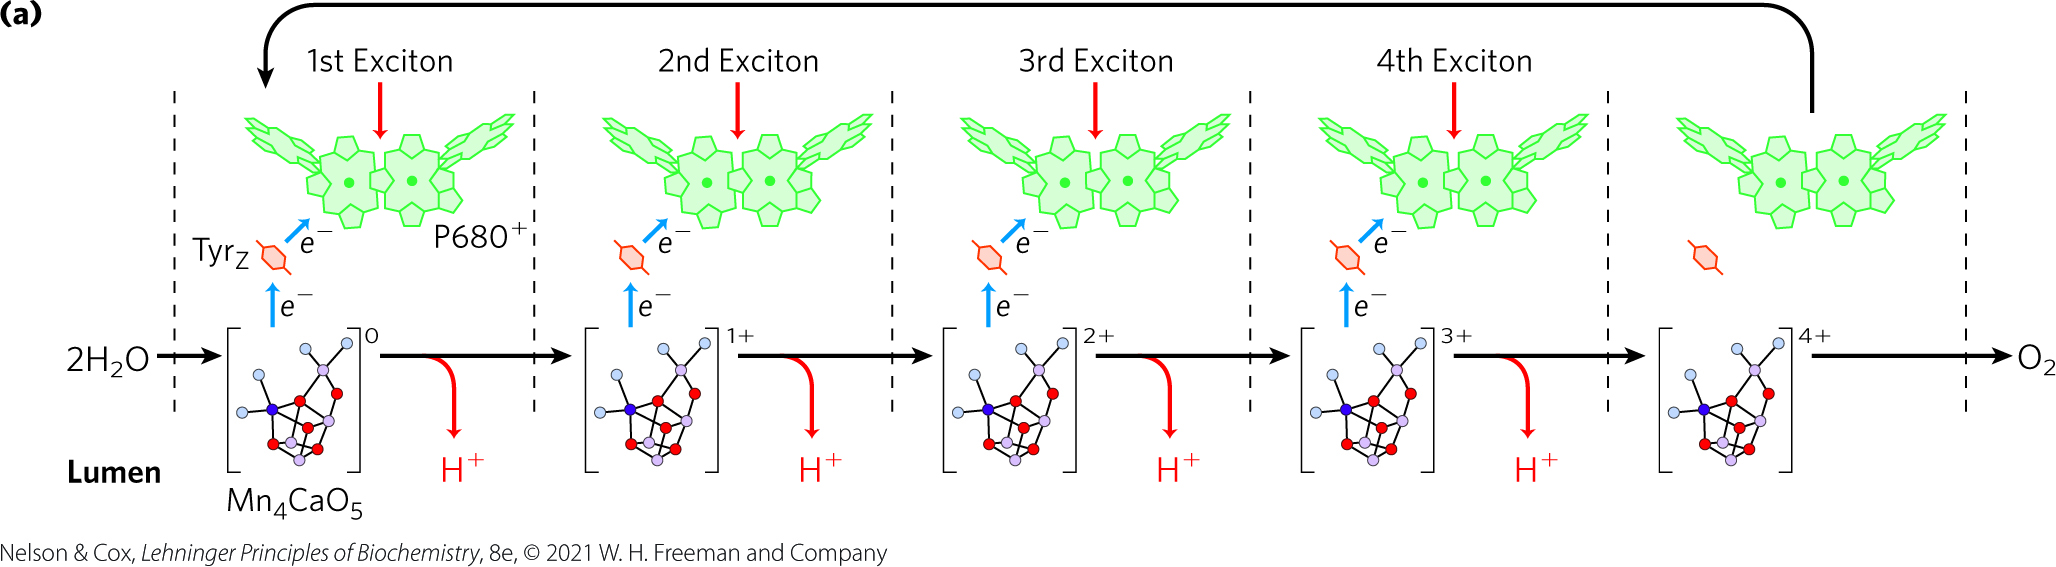 (a)
1st Exciton 2nd Exciton 3rd Exciton 4th Exciton
Tyr_Z e⁻ P680⁺ e⁻ e⁻ e⁻
e⁻ e⁻ e⁻ e⁻
2H₂O 0 1+ 2+ 3+ 4+ O₂
Lumen H⁺ H⁺ H⁺ H⁺
Mn₄CaO₅
Nelson & Cox, Lehninger Principles of Biochemistry, 8e, © 2021 W. H. Freeman and Company